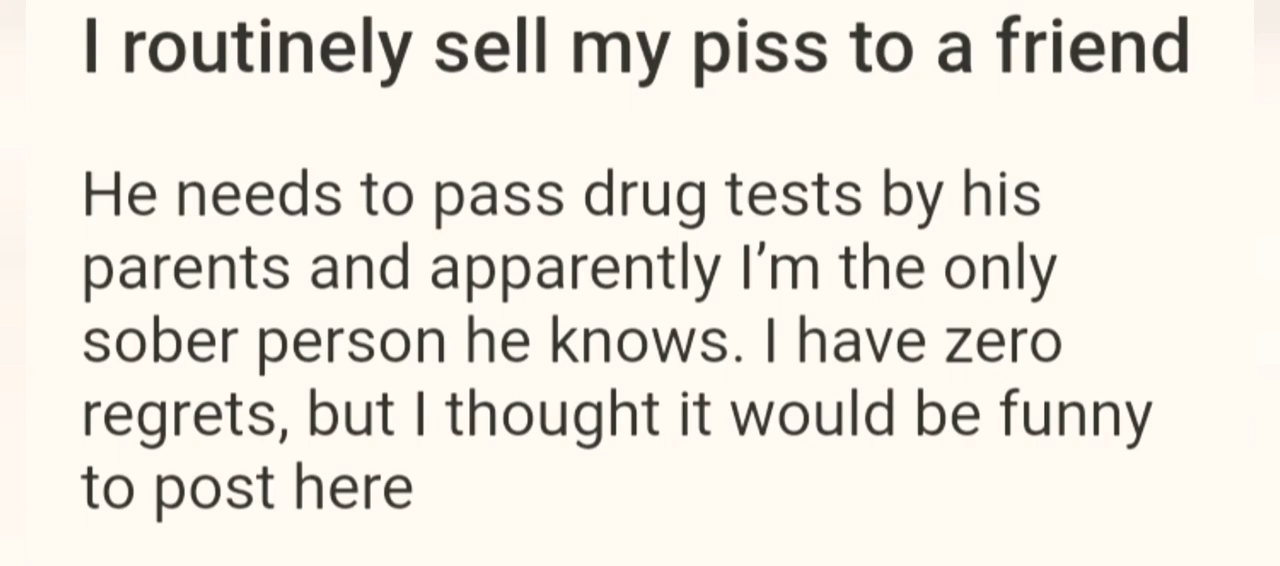 I routinely sell my piss to a friend
He needs to pass drug tests by his
parents and apparently I'm the only
sober person he knows. I have zero
regrets, but I thought it would be funny
to post here